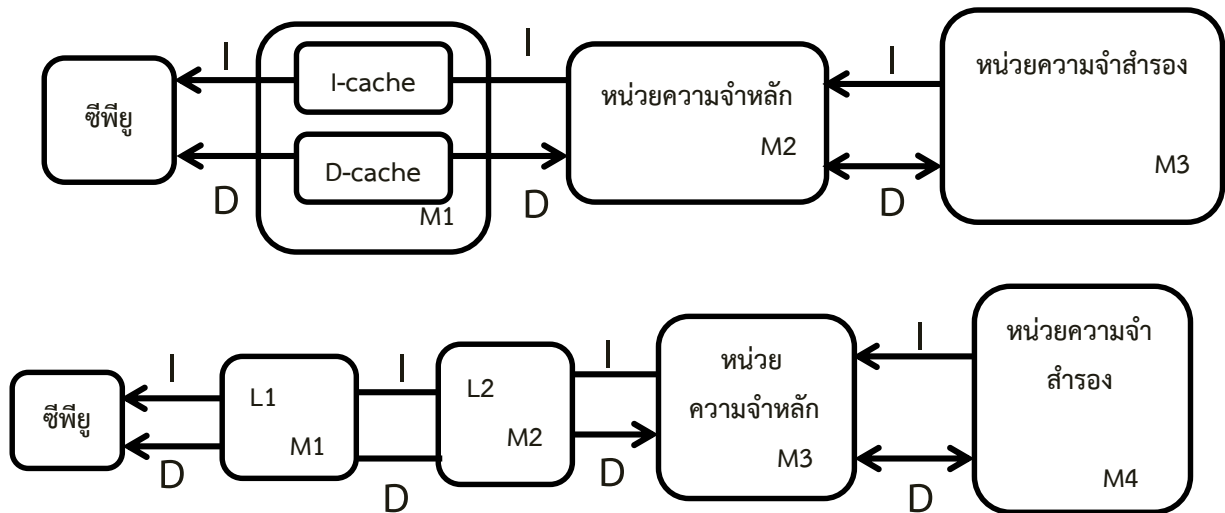 ซีพียู
I
D
I-cache
D-cache
M1
I
D
หน่วยความจำหลัก
M2
I
D
หน่วยความจำสำรอง
M3
ซีพียู
I
D
L1
M1
I
D
L2
M2
I
D
หน่วย
ความจำหลัก
M3
I
D
หน่วยความจำ
สำรอง
M4